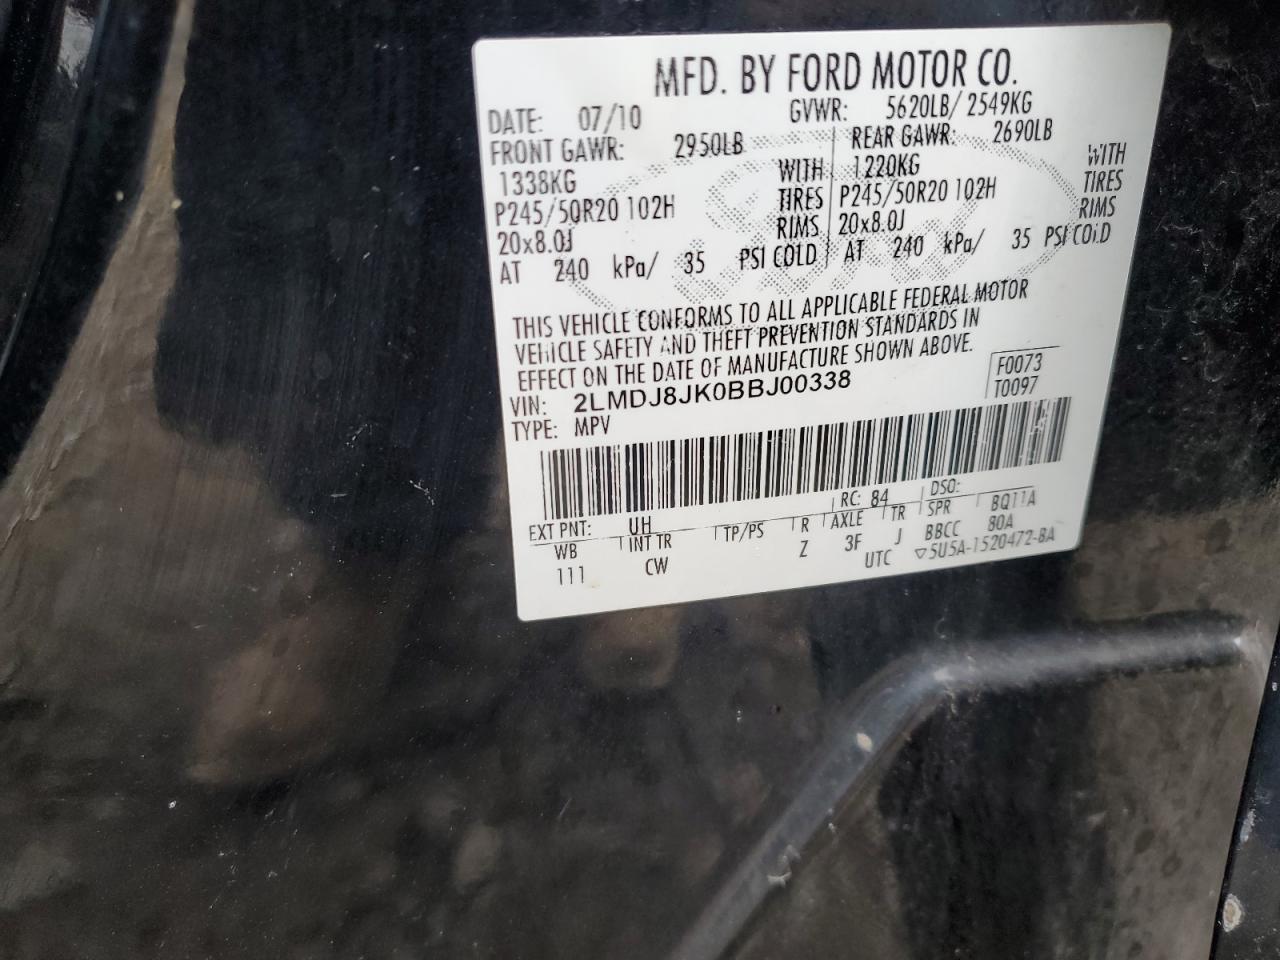 MFD. BY FORD MOTOR CO.
DATE: 07/10 GVWR: 5620LB/ 2549KG
FRONT GAWR: 2950LB REAR GAWR: 2690LB
1338KG WITH 1220KG WITH
P245/50R20 102H TIRES P245/50R20 102H TIRES
20x8.0J RIMS 20x8.0J RIMS
AT 240 kPa/ 35 PSI COLD AT 240 kPa/ 35 PSI COLD
THIS VEHICLE CONFORMS TO ALL APPLICABLE FEDERAL MOTOR
VEHICLE SAFETY AND THEFT PREVENTION STANDARDS IN
EFFECT ON THE DATE OF MANUFACTURE SHOWN ABOVE.
VIN: 2LMDJ8JK0BBJ00338 F0073
TYPE: MPV T0097
EXT PNT: UH RC: 84 DSO:
WB INT TR TP/PS R AXLE TR SPR BQ11A
111 CW Z 3F J BBCC 80A
UTC ▽5U5A-1520472-BA